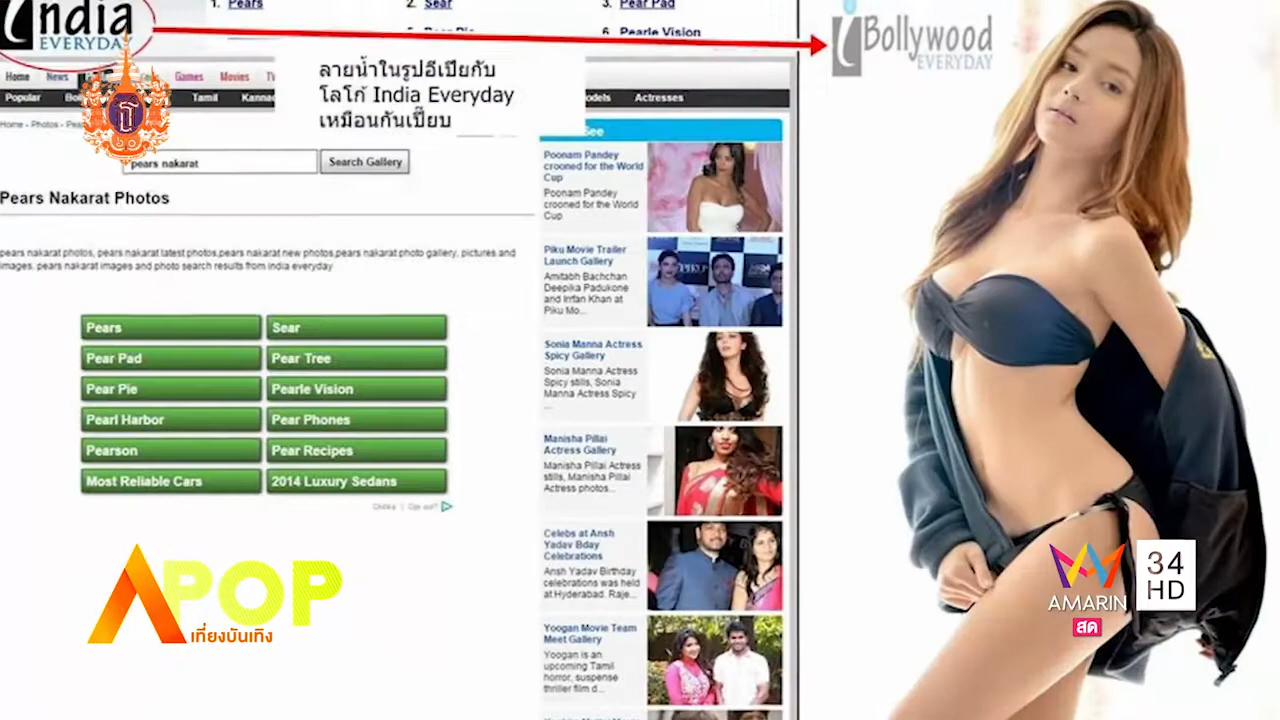 India
EVERYDAY
1. Pears
2. Sear
3. Pear Pad
5. Pear Pie
6. Pearle Vision
Bollywood
EVERYDAY
Home News Games Movies
Popular Tamil Actresses
ลายน้ำในรูปอีเปียกับ
โลโก้ India Everyday
เหมือนกันเปี๊ยบ
Home - Photos -
pears nakarat
Search Gallery
See
Pears Nakarat Photos
pears nakarat photos, pears nakarat latest photos,pears nakarat new photos,pears nakarat photo gallery, pictures and
images. pears nakarat images and photo search results from india everyday
Pears
Sear
Pear Pad
Pear Tree
Pear Pie
Pearle Vision
Pearl Harbor
Pear Phones
Pearson
Pear Recipes
Most Reliable Cars
2014 Luxury Sedans
Poonam Pandey
crooned for the World
Cup
Poonam Pandey
crooned for the World
Cup
Piku Movie Trailer
Launch Gallery
Amitabh Bachchan
Deepika Padukone
and Irrfan Khan at
Piku Mo...
Sonia Manna Actress
Spicy Gallery
Sonia Manna Actress
Spicy stills, Sonia
Manna Actress Spicy
...
Manisha Pillai
Actress Gallery
Manisha Pillai Actress
stills, Manisha Pillai
Actress photos...
Celebs at Ansh
Yadav Bday
Celebrations
Ansh Yadav Birthday
celebrations was held
at Hyderabad. Raje...
Yoogan Movie Team
Meet Gallery
Yoogan is an
upcoming Tamil
horror, suspense
thriller film d...
APOP
เที่ยงบันเทิง
AMARIN
สด
34
HD